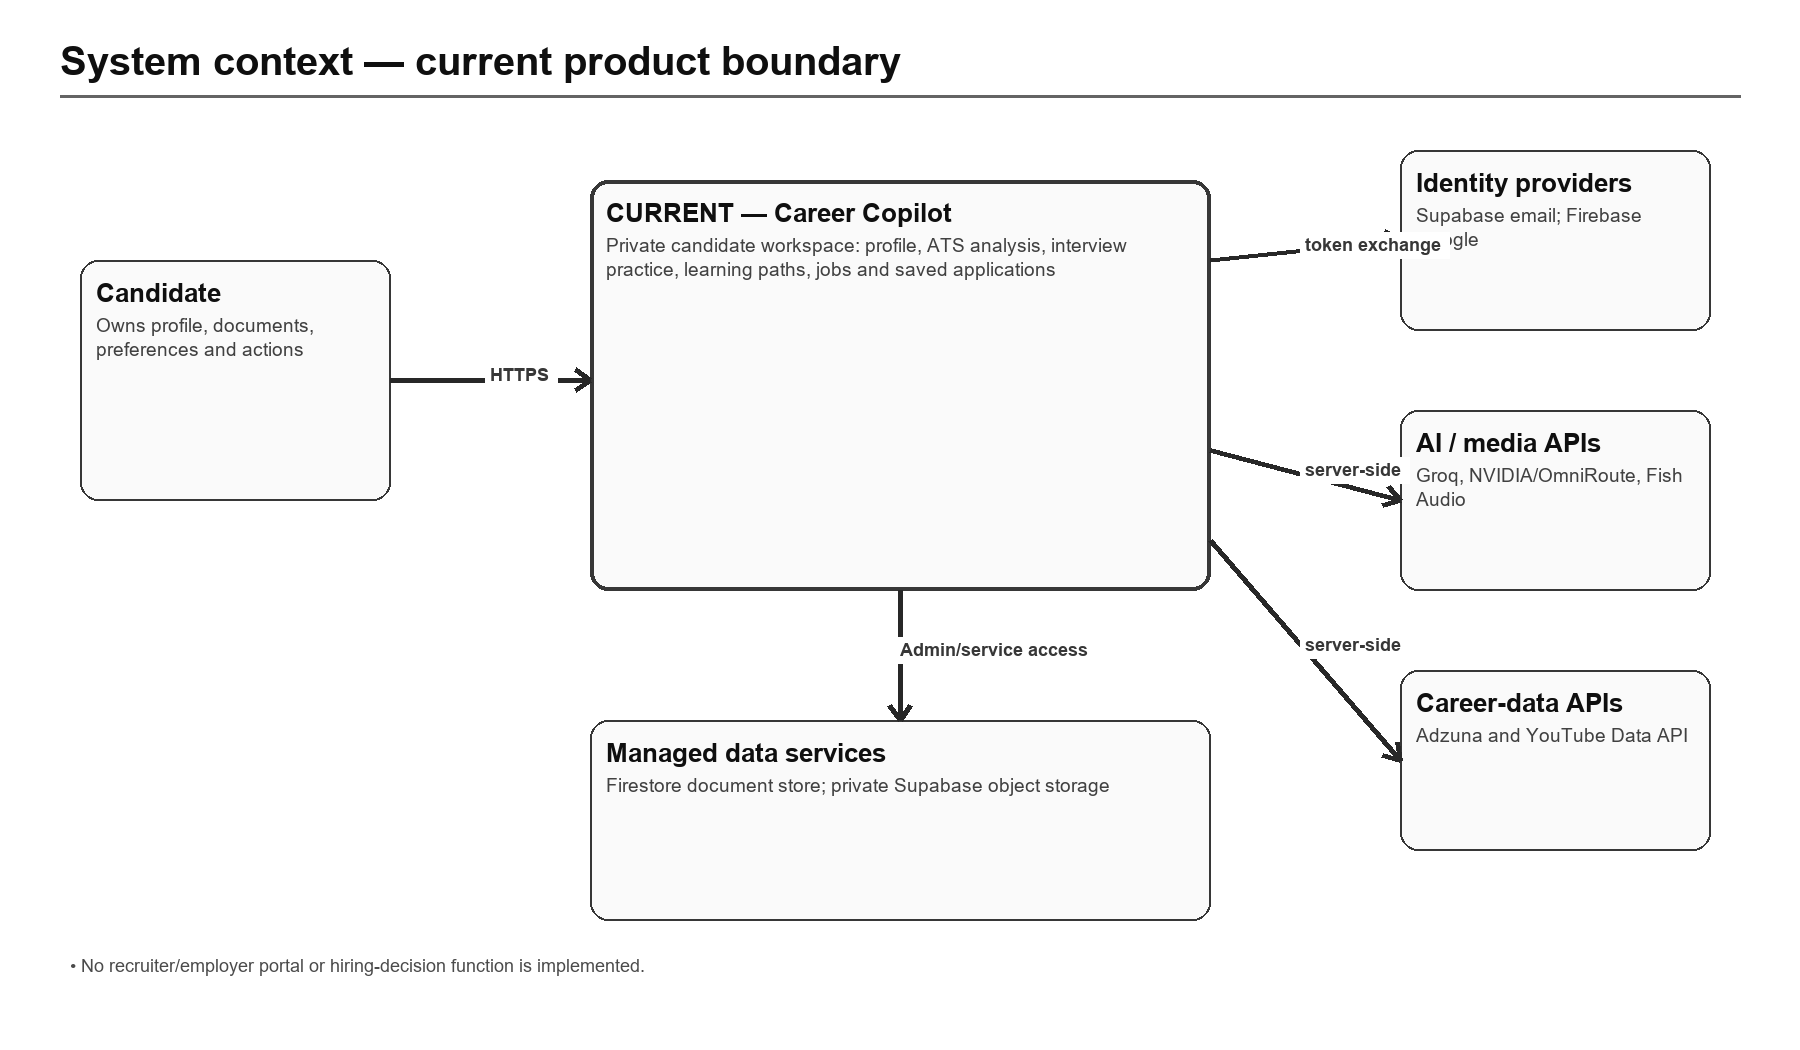 System context — current product boundary
Candidate
Owns profile, documents,
preferences and actions
HTTPS
CURRENT — Career Copilot
Private candidate workspace: profile, ATS analysis, interview
practice, learning paths, jobs and saved applications
Identity providers
Supabase email; Firebase
token exchange
AI / media APIs
Groq, NVIDIA/OmniRoute, Fish
Audio
server-side
server-side
Career-data APIs
Adzuna and YouTube Data API
Admin/service access
Managed data services
Firestore document store; private Supabase object storage
• No recruiter/employer portal or hiring-decision function is implemented.